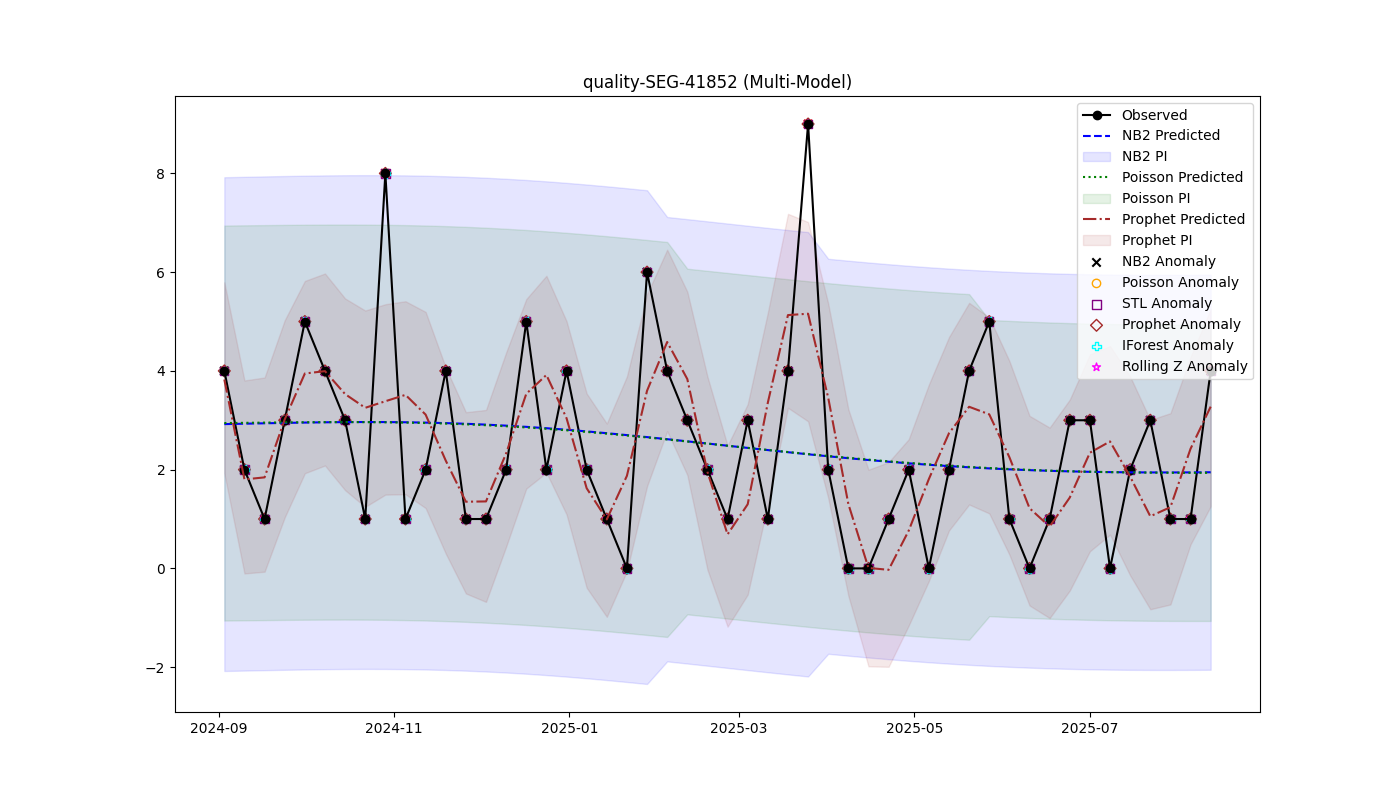 quality-SEG-41852 (Multi-Model)
Observed
NB2 Predicted
NB2 PI
Poisson Predicted
Poisson PI
Prophet Predicted
Prophet PI
NB2 Anomaly
Poisson Anomaly
STL Anomaly
Prophet Anomaly
IForest Anomaly
Rolling Z Anomaly
8
6
4
2
0
−2
2024-09 2024-11 2025-01 2025-03 2025-05 2025-07